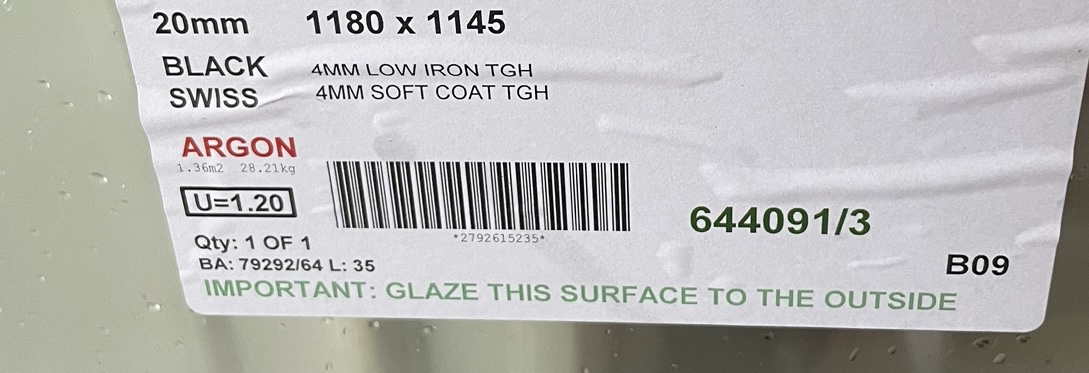 20mm 1180 x 1145
BLACK 4MM LOW IRON TGH
SWISS 4MM SOFT COAT TGH
ARGON
1.36m2 28.21kg
U=1.20
*2792615235*
644091/3
Qty: 1 OF 1
BA: 79292/64 L: 35
B09
IMPORTANT: GLAZE THIS SURFACE TO THE OUTSIDE